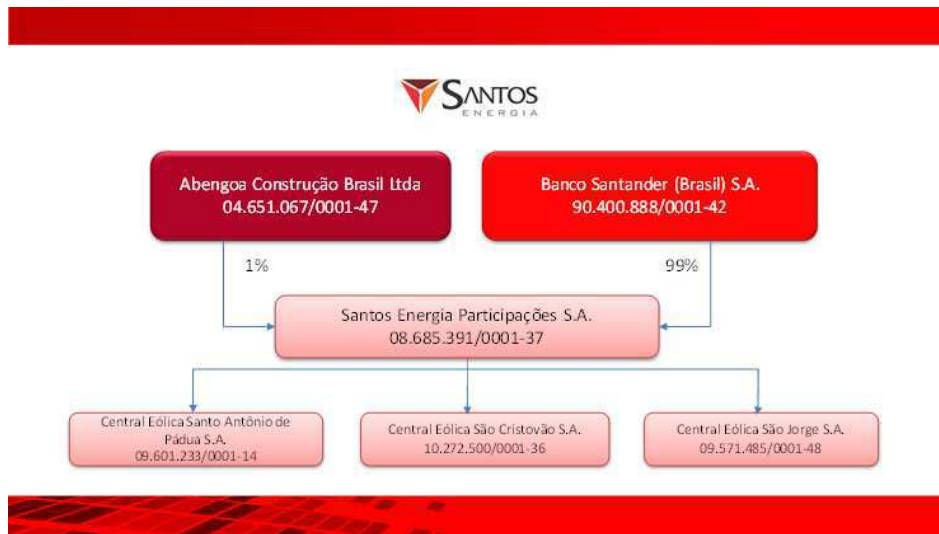 SANTOS
ENERGIA
Abengoa Construção Brasil Ltda
04.651.067/0001-47
Banco Santander (Brasil) S.A.
90.400.888/0001-42
1%
99%
Santos Energia Participações S.A.
08.685.391/0001-37
Central Eólica Santo Antônio de
Pádua S.A.
09.601.233/0001-14
Central Eólica São Cristovão S.A.
10.272.500/0001-36
Central Eólica São Jorge S.A.
09.571.485/0001-48